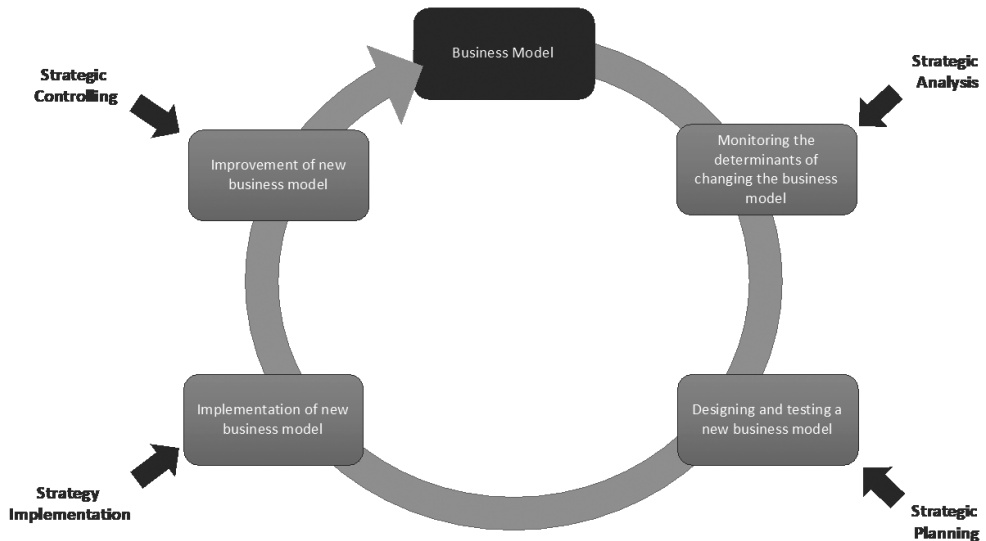 Business Model
Strategic
Analysis
Monitoring the
determinants of
changing the business
model
Designing and testing a
new business model
Strategic
Planning
Implementation of new
business model
Strategy
Implementation
Improvement of new
business model
Strategic
Controlling